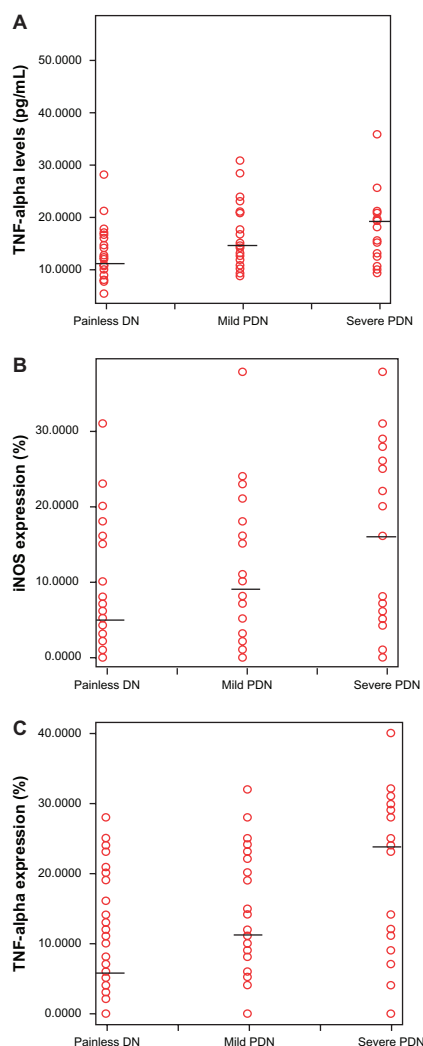 A
TNF-alpha levels (pg/mL)
50.0000
40.0000
30.0000
20.0000
10.0000
Painless DN Mild PDN Severe PDN
B
iNOS expression (%)
30.0000
20.0000
10.0000
0.0000
Painless DN Mild PDN Severe PDN
C
TNF-alpha expression (%)
40.0000
30.0000
20.0000
10.0000
0.0000
Painless DN Mild PDN Severe PDN